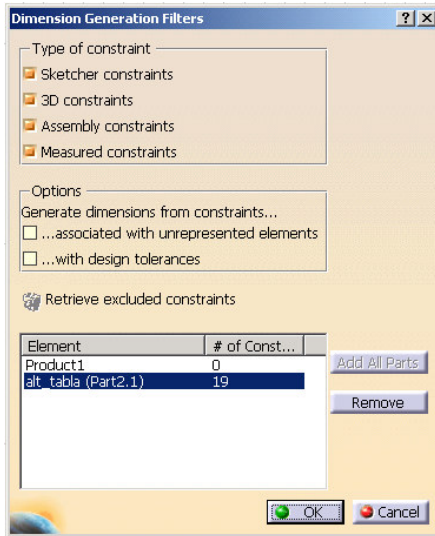 Dimension Generation Filters
Type of constraint
Sketcher constraints
3D constraints
Assembly constraints
Measured constraints
Options
Generate dimensions from constraints...
...associated with unrepresented elements
...with design tolerances
Retrieve excluded constraints
Element # of Const...
Product1 0
alt_tabla (Part2.1) 19
Add All Parts
Remove
OK Cancel